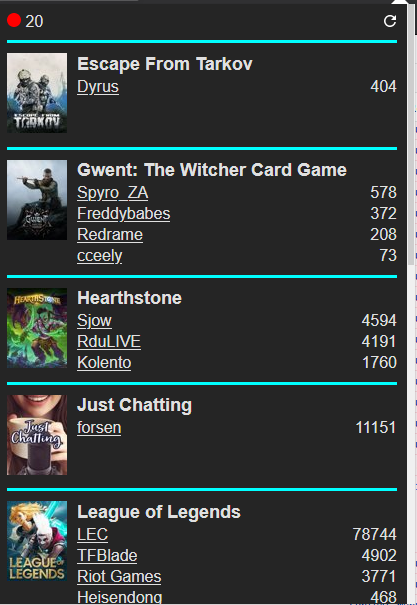 20
Escape From Tarkov
Dyrus 404
ESCAPE FROM
TARKOV
Gwent: The Witcher Card Game
Spyro_ZA 578
Freddybabes 372
GWENT
Redrame 208
cceely 73
Hearthstone
HEARTHSTONE
Sjow 4594
RduLIVE 4191
Kolento 1760
Just Chatting
forsen 11151
Just
Chatting
League of Legends
LEC 78744
TFBlade 4902
LEAGUE OF
LEGENDS
Riot Games 3771
Heisendong 468